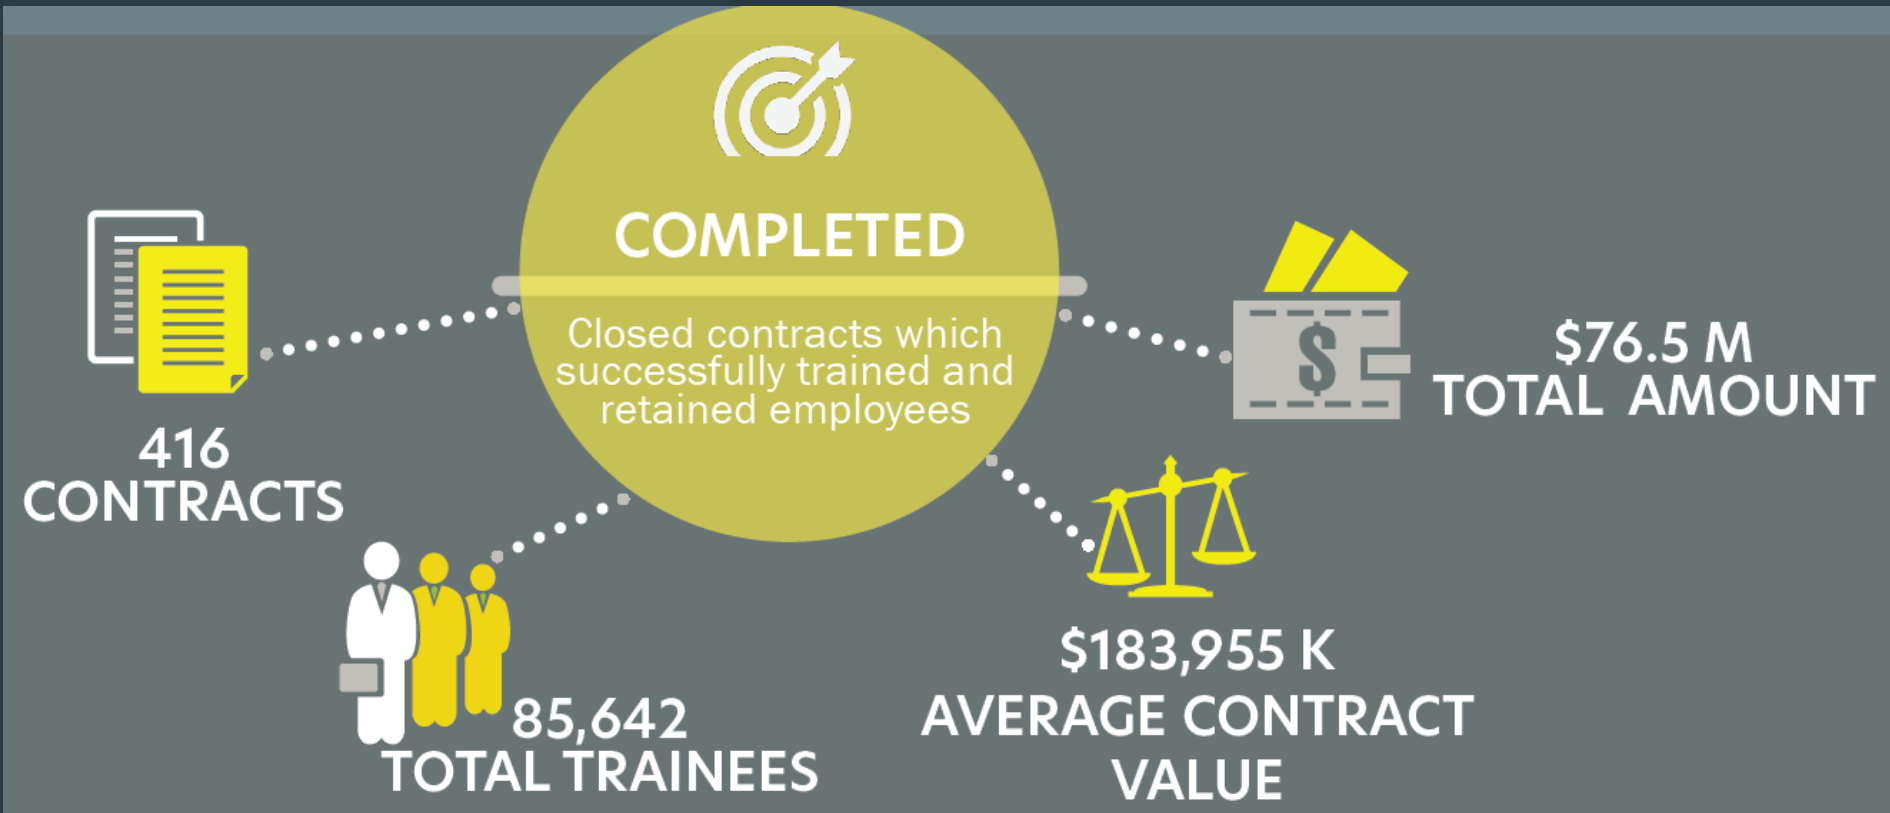 COMPLETED
Closed contracts which
successfully trained and
retained employees
416
CONTRACTS
85,642
TOTAL TRAINEES
$183,955 K
AVERAGE CONTRACT
VALUE
$
$76.5 M
TOTAL AMOUNT